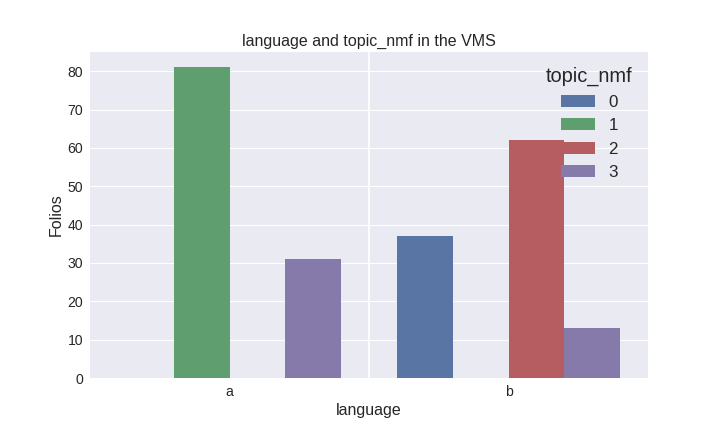 language and topic_nmf in the VMS
topic_nmf
0
1
2
3
80
70
60
50
40
30
20
10
0
Folios
a
b
language